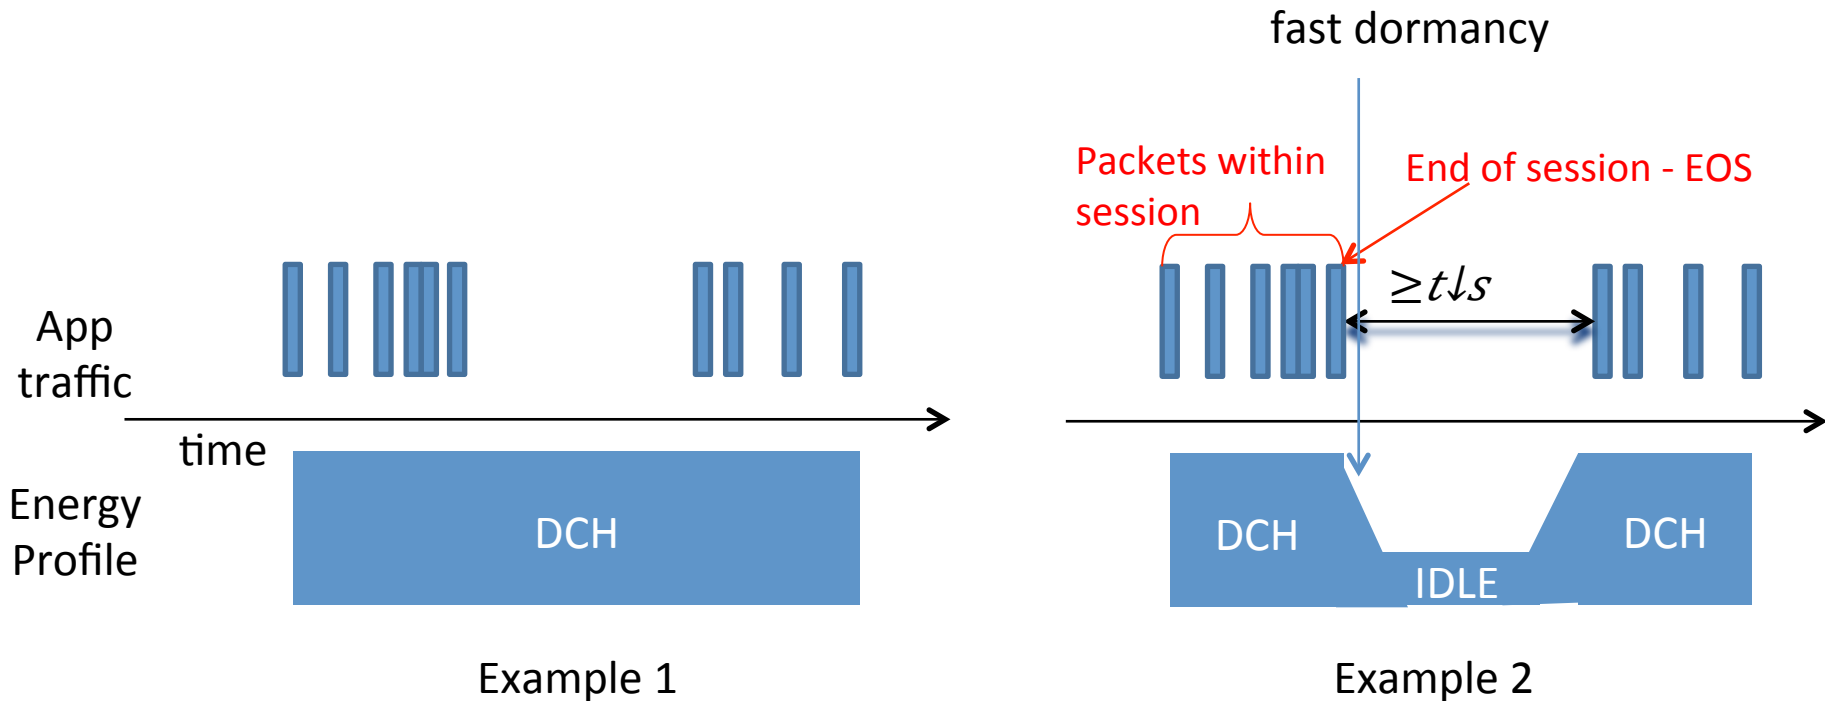 fast dormancy
Packets within
session
End of session - EOS
≥t↓s
App
traffic
time
Energy
Profile
DCH
DCH
IDLE
DCH
Example 1
Example 2